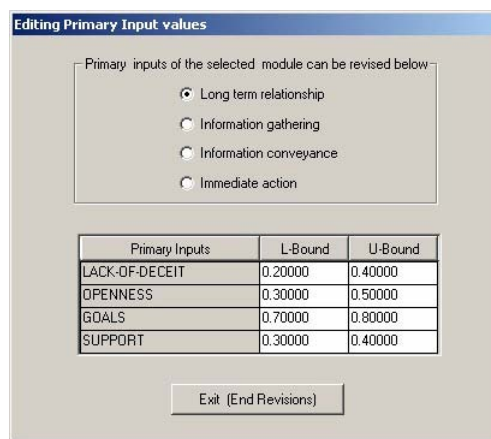 Editing Primary Input values
Primary inputs of the selected module can be revised below
Long term relationship
Information gathering
Information conveyance
Immediate action
Primary Inputs L-Bound U-Bound
LACK-OF-DECEIT 0.20000 0.40000
OPENNESS 0.30000 0.50000
GOALS 0.70000 0.80000
SUPPORT 0.30000 0.40000
Exit (End Revisions)